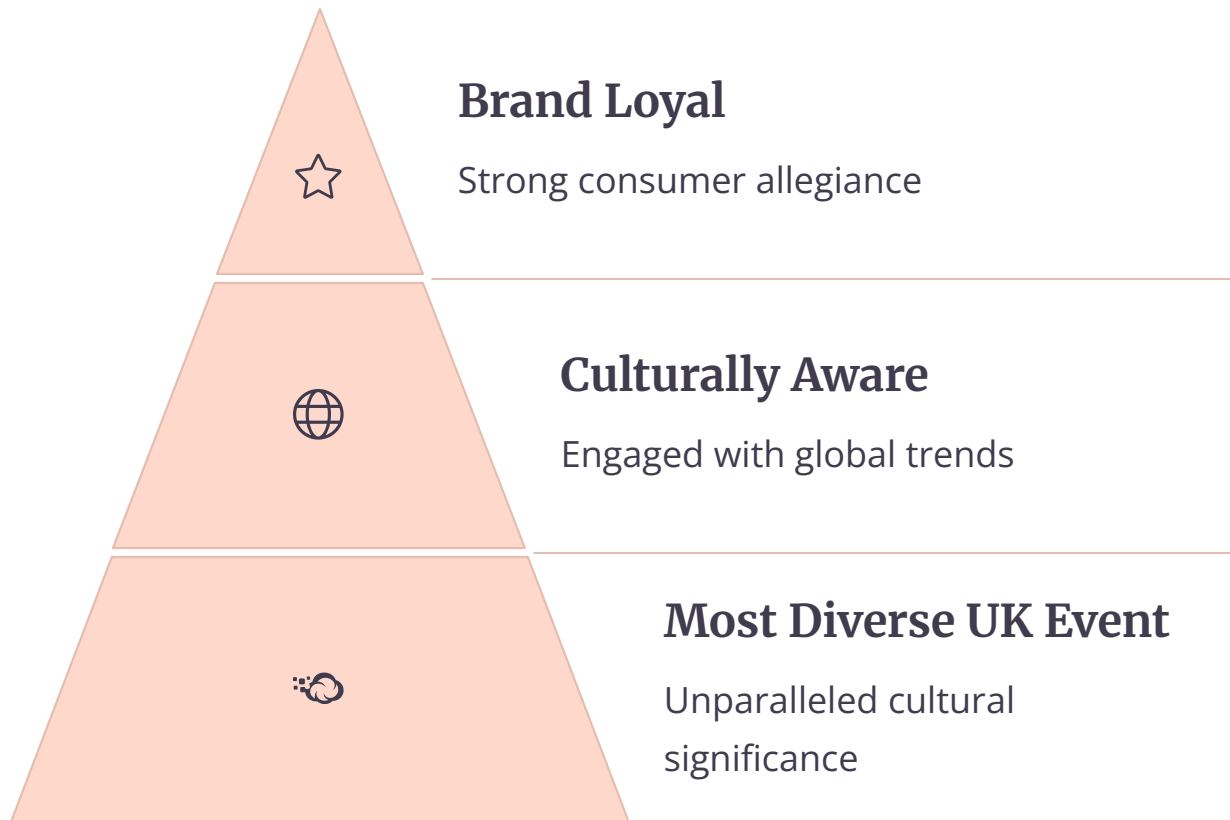 Brand Loyal
Strong consumer allegiance
Culturally Aware
Engaged with global trends
Most Diverse UK Event
Unparalleled cultural
significance